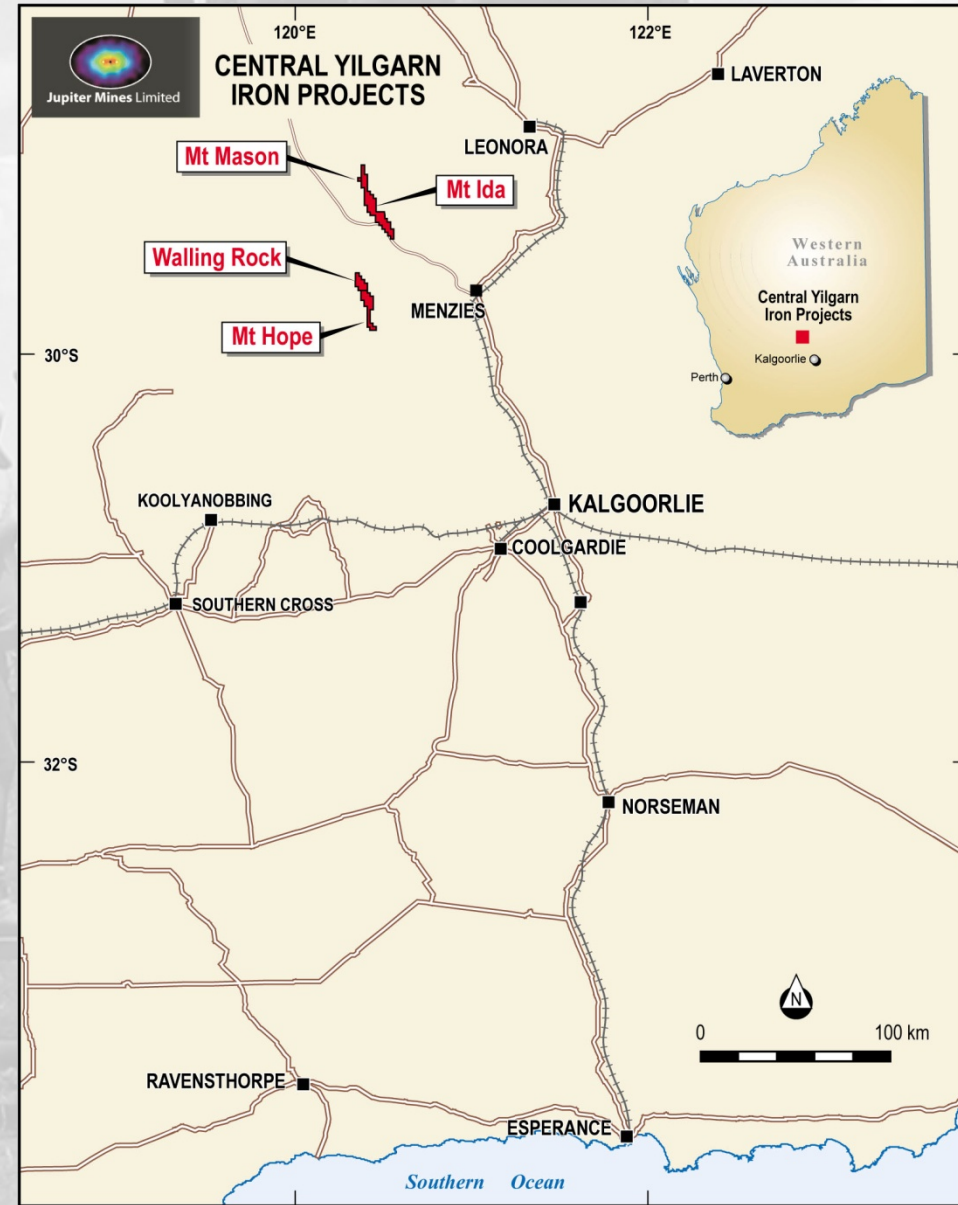 120°E
122°E
Jupiter Mines Limited
CENTRAL YILGARN
IRON PROJECTS
LAVERTON
LEONORA
Mt Mason
Mt Ida
Walling Rock
MENZIES
Mt Hope
Western
Australia
Central Yilgarn
Iron Projects
Kalgoorlie
Perth
30°S
KOOLYANOBBING
KALGOORLIE
COOLGARDIE
SOUTHERN CROSS
32°S
NORSEMAN
N
0
100 km
RAVENSTHORPE
ESPERANCE
Southern Ocean